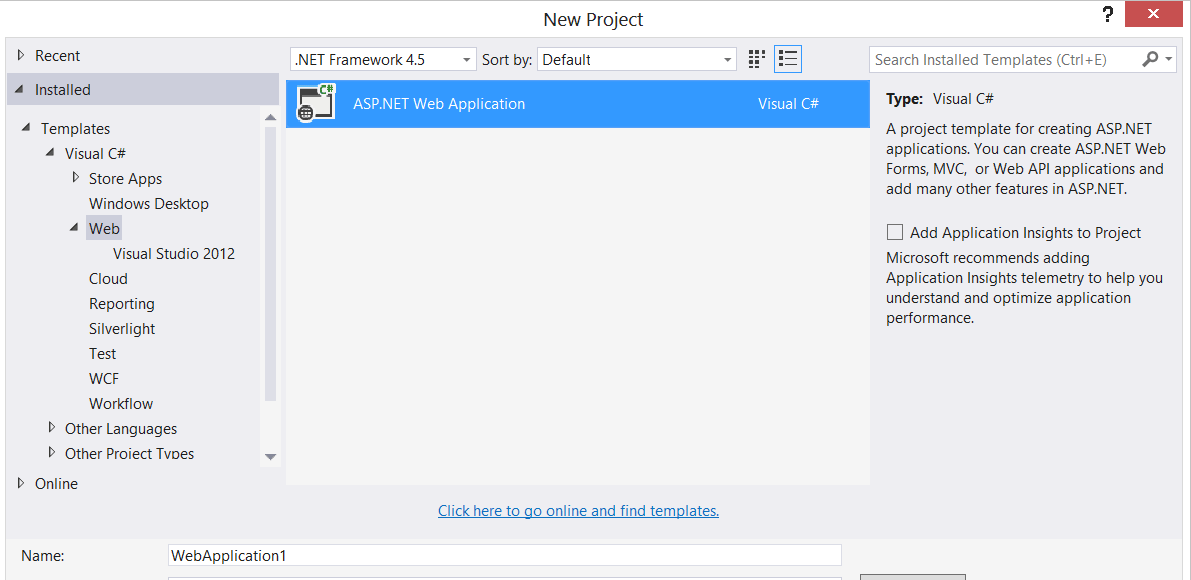 New Project
?
Recent
.NET Framework 4.5 Sort by: Default
Search Installed Templates (Ctrl+E)
Installed
Templates
Visual C#
Store Apps
Windows Desktop
Web
Visual Studio 2012
Cloud
Reporting
Silverlight
Test
WCF
Workflow
Other Languages
Other Project Types
Online
C#
ASP.NET Web Application Visual C#
Type: Visual C#
A project template for creating ASP.NET
applications. You can create ASP.NET Web
Forms, MVC, or Web API applications and
add many other features in ASP.NET.
Add Application Insights to Project
Microsoft recommends adding
Application Insights telemetry to help you
understand and optimize application
performance.
Click here to go online and find templates.
Name: WebApplication1